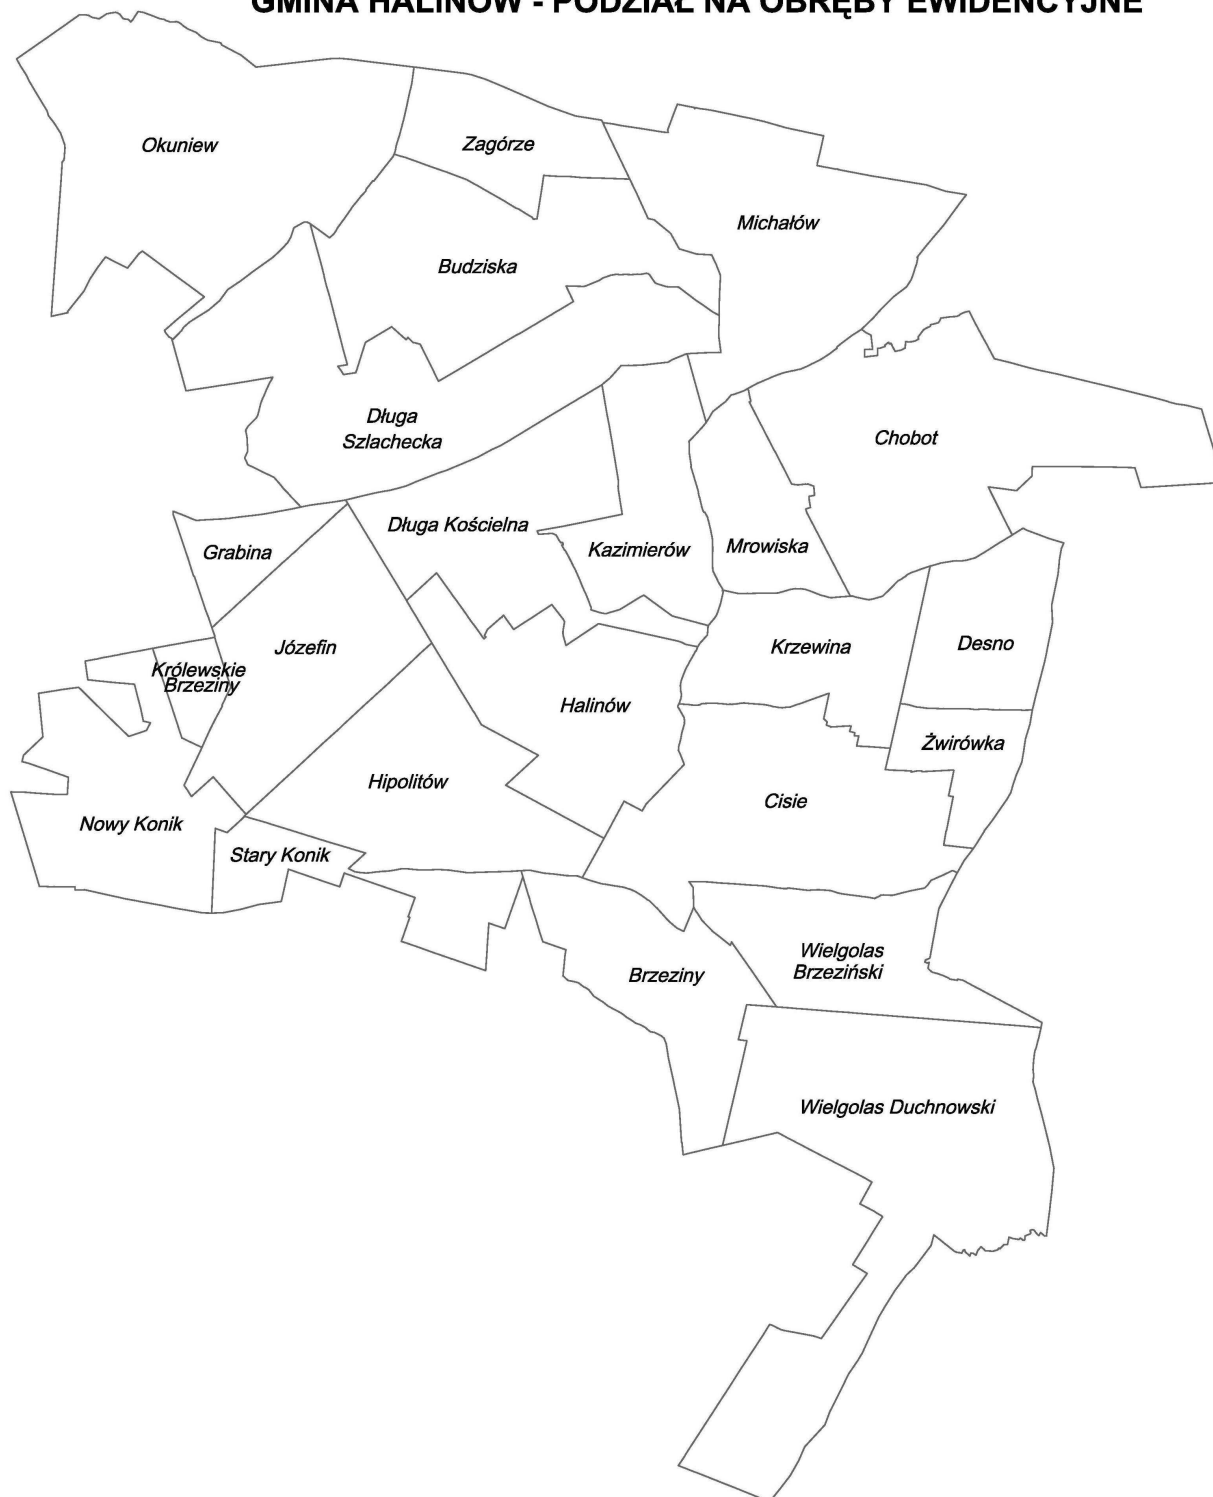 GMINA HALINÓW - PODZIAŁ NA OBRĘBY EWIDENCYJNE
Okuniew
Zagórze
Michałów
Budziska
Długa
Szlachecka
Chobot
Długa Kościelna
Grabina
Kazimierów
Mrowiska
Józefin
Krzewina
Desno
Królewskie
Brzeziny
Halinów
Żwirówka
Hipolitów
Cisie
Nowy Konik
Stary Konik
Wielgolas
Brzeziński
Brzeziny
Wielgolas Duchnowski